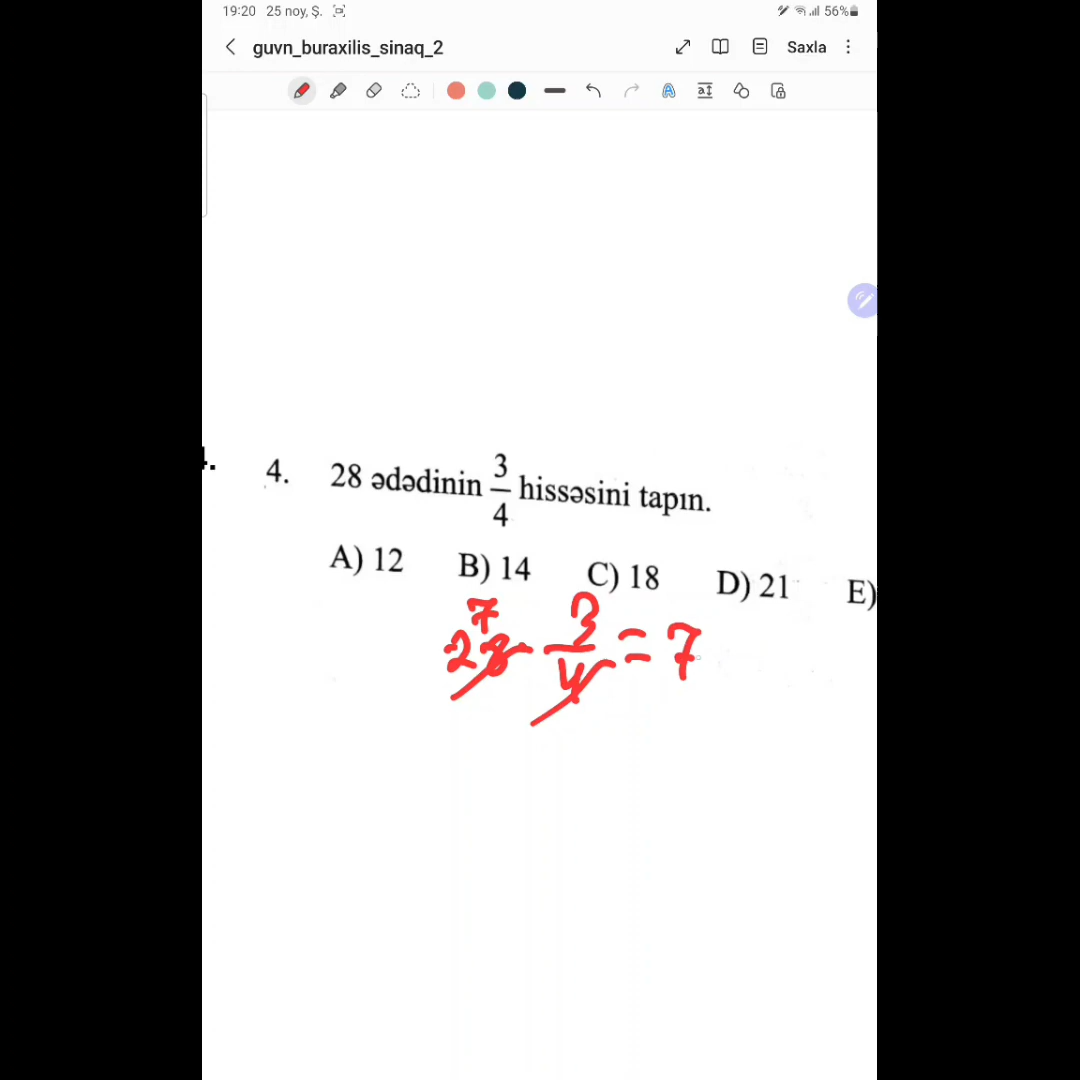 19:20 25 noy, Ş. 56%
guvn_buraxilis_sinaq_2 Saxla
4. 28 ədədinin 3/4 hissəsini tapın.
A) 12 B) 14 C) 18 D) 21 E)
7
28 · 3/4 = 7